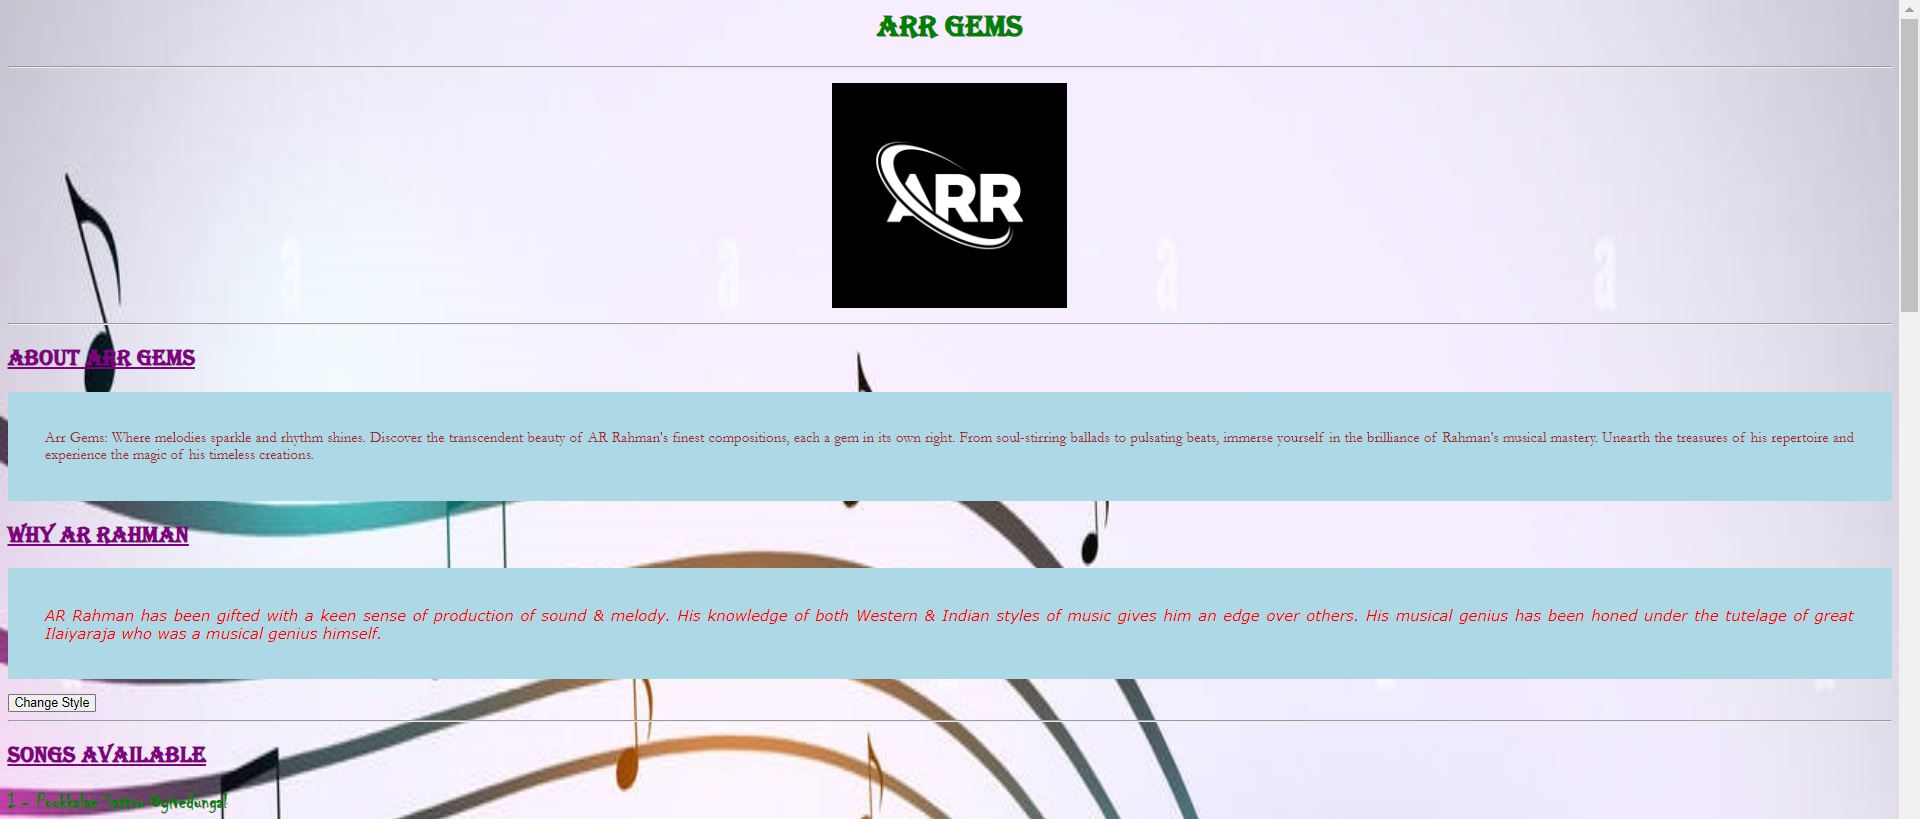 ARR GEMS
ARR
a a a a
ABOUT ARR GEMS
Arr Gems: Where melodies sparkle and rhythm shines. Discover the transcendent beauty of AR Rahman's finest compositions, each a gem in its own right. From soul-stirring ballads to pulsating beats, immerse yourself in the brilliance of Rahman's musical mastery. Unearth the treasures of his repertoire and
experience the magic of his timeless creations.
WHY AR RAHMAN
AR Rahman has been gifted with a keen sense of production of sound & melody. His knowledge of both Western & Indian styles of music gives him an edge over others. His musical genius has been honed under the tutelage of great
Ilaiyaraja who was a musical genius himself.
Change Style
SONGS AVAILABLE
1 - Pookkalae Sattru Oyivedungal